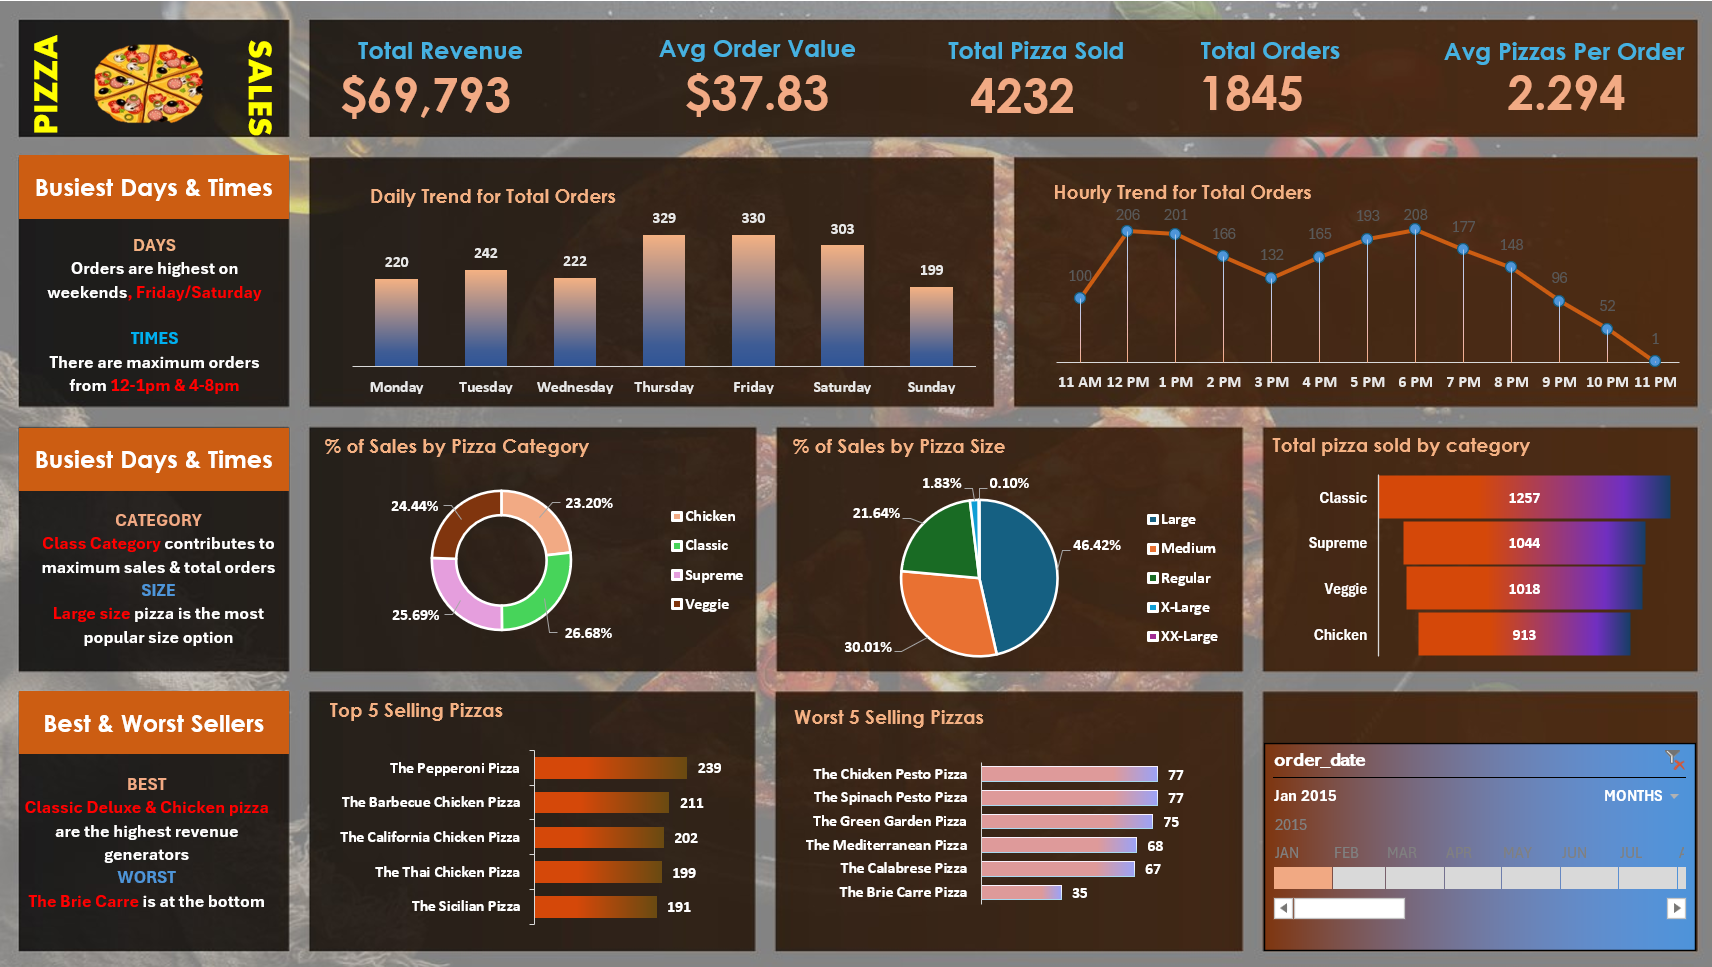 PIZZA
SALES
Total Revenue
$69,793
Avg Order Value
$37.83
Total Pizza Sold
4232
Total Orders
1845
Avg Pizzas Per Order
2.294
Busiest Days & Times
DAYS
Orders are highest on
weekends, Friday/Saturday
TIMES
There are maximum orders
from 12-1pm & 4-8pm
Daily Trend for Total Orders
220
242
222
329
330
303
199
Monday
Tuesday
Wednesday
Thursday
Friday
Saturday
Sunday
Hourly Trend for Total Orders
100
206
201
166
132
165
193
208
177
148
96
52
1
11 AM
12 PM
1 PM
2 PM
3 PM
4 PM
5 PM
6 PM
7 PM
8 PM
9 PM
10 PM
11 PM
Busiest Days & Times
CATEGORY
Class Category contributes to
maximum sales & total orders
SIZE
Large size pizza is the most
popular size option
% of Sales by Pizza Category
24.44%
23.20%
25.69%
26.68%
Chicken
Classic
Supreme
Veggie
% of Sales by Pizza Size
1.83%
0.10%
21.64%
46.42%
30.01%
Large
Medium
Regular
X-Large
XX-Large
Total pizza sold by category
Classic 1257
Supreme 1044
Veggie 1018
Chicken 913
Best & Worst Sellers
BEST
Classic Deluxe & Chicken pizza
are the highest revenue
generators
WORST
The Brie Carre is at the bottom
Top 5 Selling Pizzas
The Pepperoni Pizza 239
The Barbecue Chicken Pizza 211
The California Chicken Pizza 202
The Thai Chicken Pizza 199
The Sicilian Pizza 191
Worst 5 Selling Pizzas
The Chicken Pesto Pizza 77
The Spinach Pesto Pizza 77
The Green Garden Pizza 75
The Mediterranean Pizza 68
The Calabrese Pizza 67
The Brie Carre Pizza 35
order_date
Jan 2015
MONTHS
2015
JAN FEB MAR APR MAY JUN JUL A